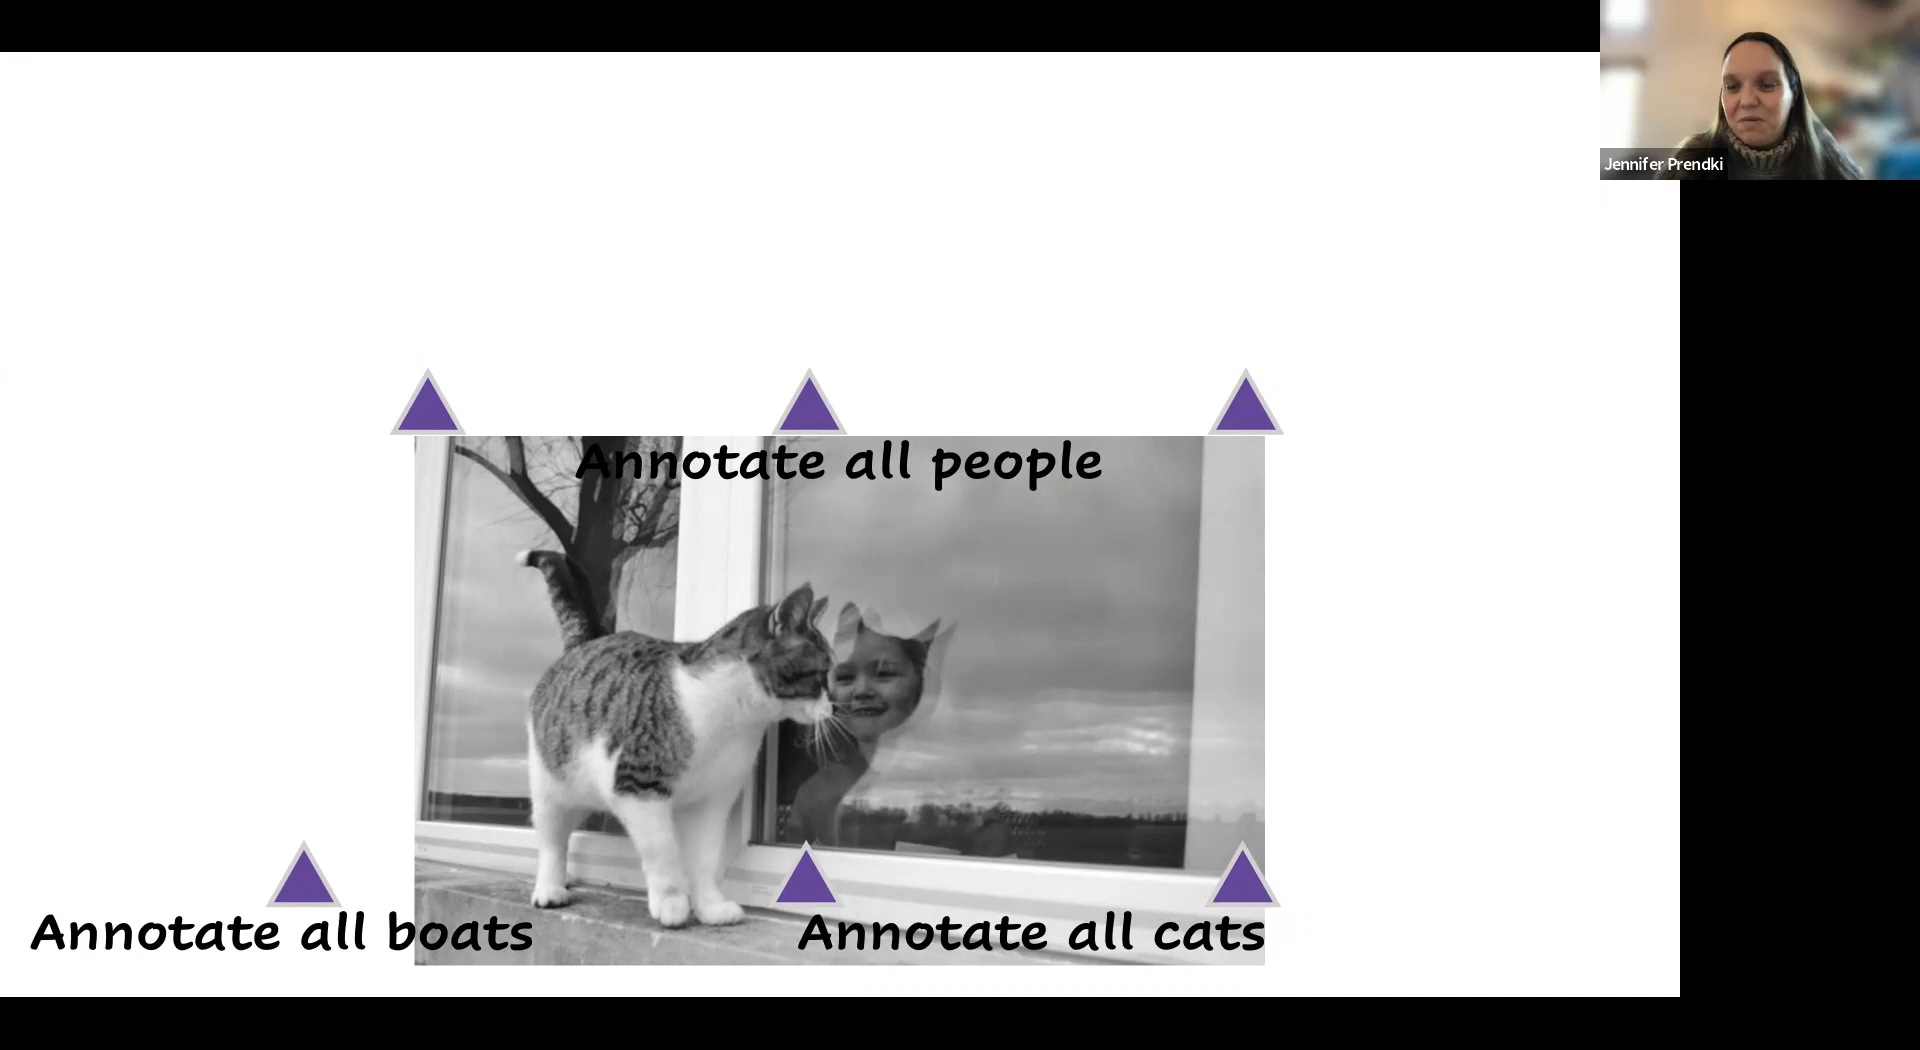 Jennifer Prendki
Annotate all people
Annotate all boats
Annotate all cats